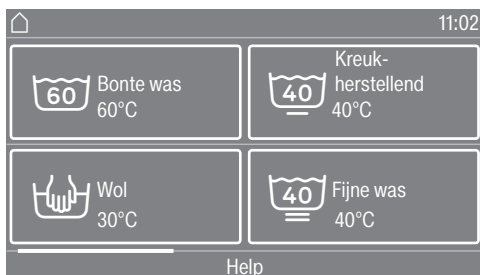 11:02
60
Bonte was
60°C
40
Kreuk-
herstellend
40°C
Wol
30°C
40
Fijne was
40°C
Help